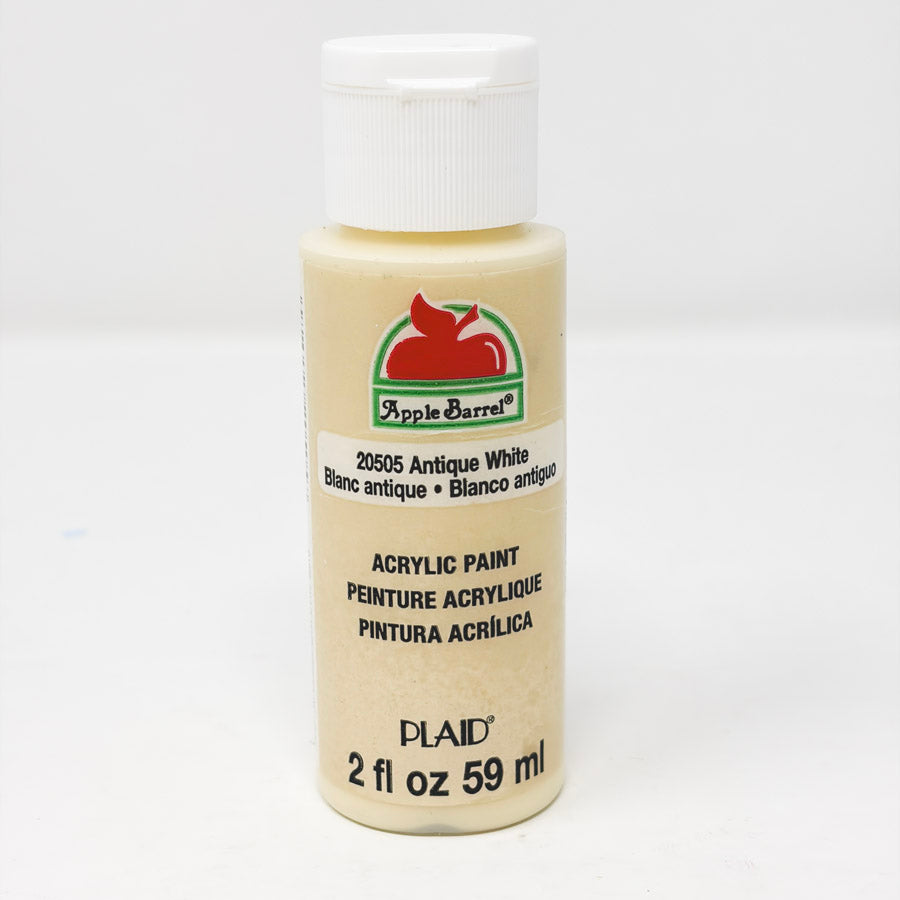 Apple Barrel®
20505 Antique White
Blanc antique • Blanco antiguo
ACRYLIC PAINT
PEINTURE ACRYLIQUE
PINTURA ACRÍLICA
PLAID®
2 fl oz 59 ml